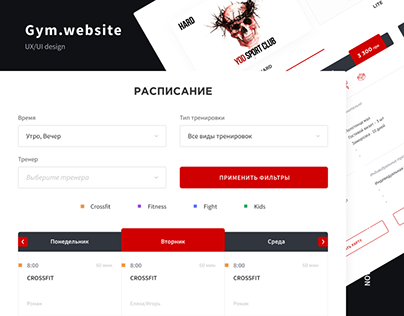 Gym.website
UX/UI design
HARD
YOD SPORT CLUB
LITE
3 300 грн
РАСПИСАНИЕ
Время
Тип тренировки
Утро, Вечер
Все виды тренировок
Тренер
Выберите тренера
ПРИМЕНИТЬ ФИЛЬТРЫ
Crossfit Fitness Fight Kids
Понедельник Вторник Среда
8:00 60 мин 8:00 60 мин 8:00 60 мин
CROSSFIT CROSSFIT CROSSFIT
Роман Елена/Игорь Роман